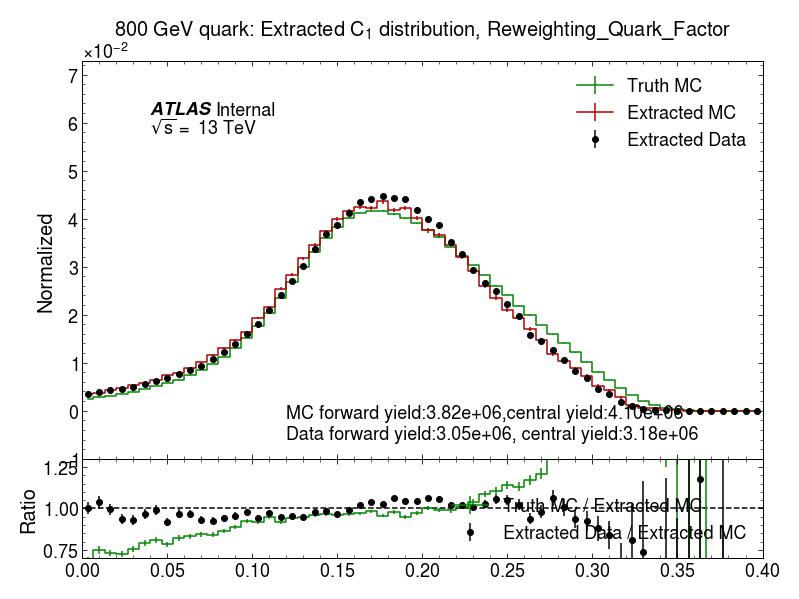 800 GeV quark: Extracted C₁ distribution, Reweighting_Quark_Factor
×10⁻²
7
6
5
4
3
2
1
0
1
Normalized
ATLAS Internal
√s = 13 TeV
Truth MC
Extracted MC
Extracted Data
MC forward yield:3.82e+06,central yield:4.10e+06
Data forward yield:3.05e+06, central yield:3.18e+06
1.25
1.00
0.75
Ratio
Truth MC / Extracted MC
Extracted Data / Extracted MC
0.00 0.05 0.10 0.15 0.20 0.25 0.30 0.35 0.40